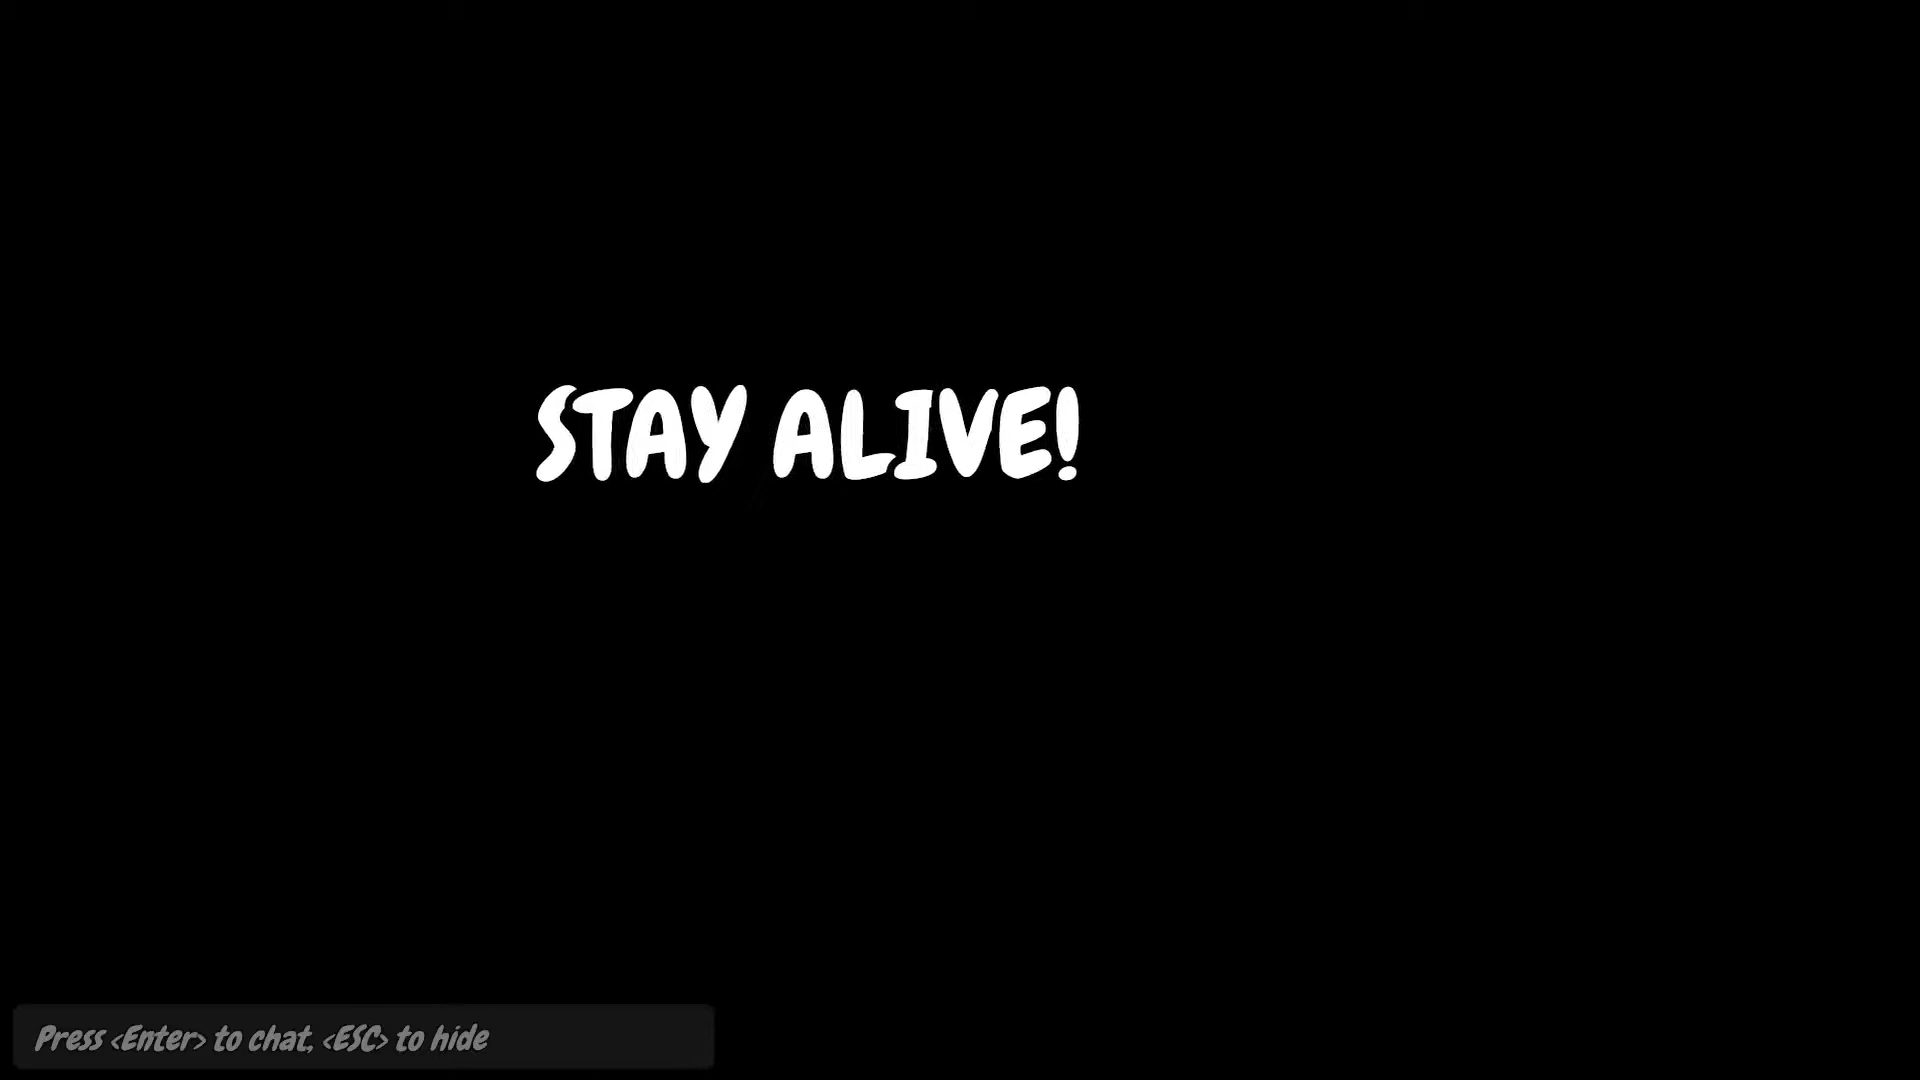 STAY ALIVE!
Press <Enter> to chat, <ESC> to hide